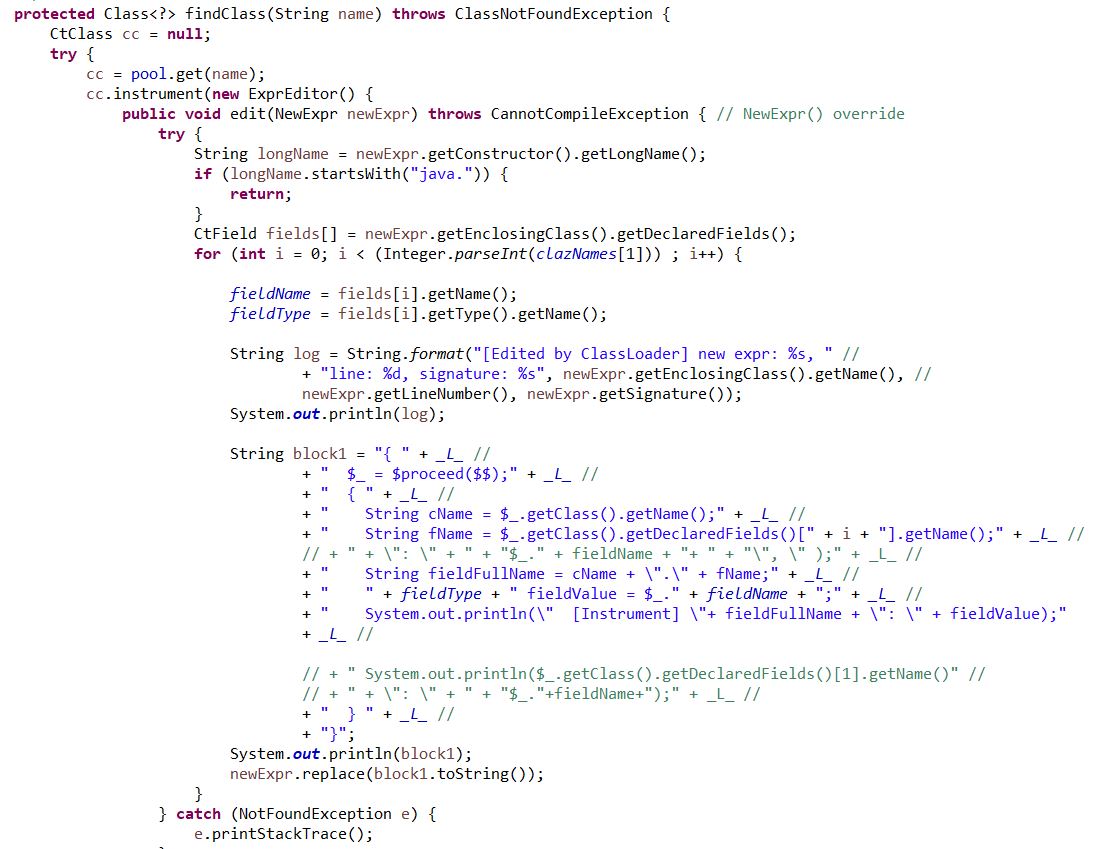 protected Class<?> findClass(String name) throws ClassNotFoundException {
    CtClass cc = null;
    try {
        cc = pool.get(name);
        cc.instrument(new ExprEditor() {
            public void edit(NewExpr newExpr) throws CannotCompileException { // NewExpr() override
                try {
                    String longName = newExpr.getConstructor().getLongName();
                    if (longName.startsWith("java.")) {
                        return;
                    }
                    CtField fields[] = newExpr.getEnclosingClass().getDeclaredFields();
                    for (int i = 0; i < (Integer.parseInt(clazNames[1])) ; i++) {

                        fieldName = fields[i].getName();
                        fieldType = fields[i].getType().getName();

                        String log = String.format("[Edited by ClassLoader] new expr: %s, " //
                                + "line: %d, signature: %s", newExpr.getEnclosingClass().getName(), //
                                newExpr.getLineNumber(), newExpr.getSignature());
                        System.out.println(log);

                        String block1 = "{ " + _L_ //
                                + "  $_ = $proceed($$);" + _L_ //
                                + "  { " + _L_ //
                                + "    String cName = $_.getClass().getName();" + _L_ //
                                + "    String fName = $_.getClass().getDeclaredFields()[" + i + "].getName();" + _L_ //
                                // + " + \": \" + " + "$_." + fieldName + "+ " + "\", \" );" + _L_ //
                                + "    String fieldFullName = cName + \".\" + fName;" + _L_ //
                                + "    " + fieldType + " fieldValue = $_." + fieldName + ";" + _L_ //
                                + "    System.out.println(\"  [Instrument] \"+ fieldFullName + \": \" + fieldValue);"
                                + _L_ //

                                // + " System.out.println($_.getClass().getDeclaredFields()[1].getName()" //
                                // + " + \": \" + " + "$_."+fieldName+");" + _L_ //
                                + "  } " + _L_ //
                                + "}";
                        System.out.println(block1);
                        newExpr.replace(block1.toString());
                    }
                } catch (NotFoundException e) {
                    e.printStackTrace();